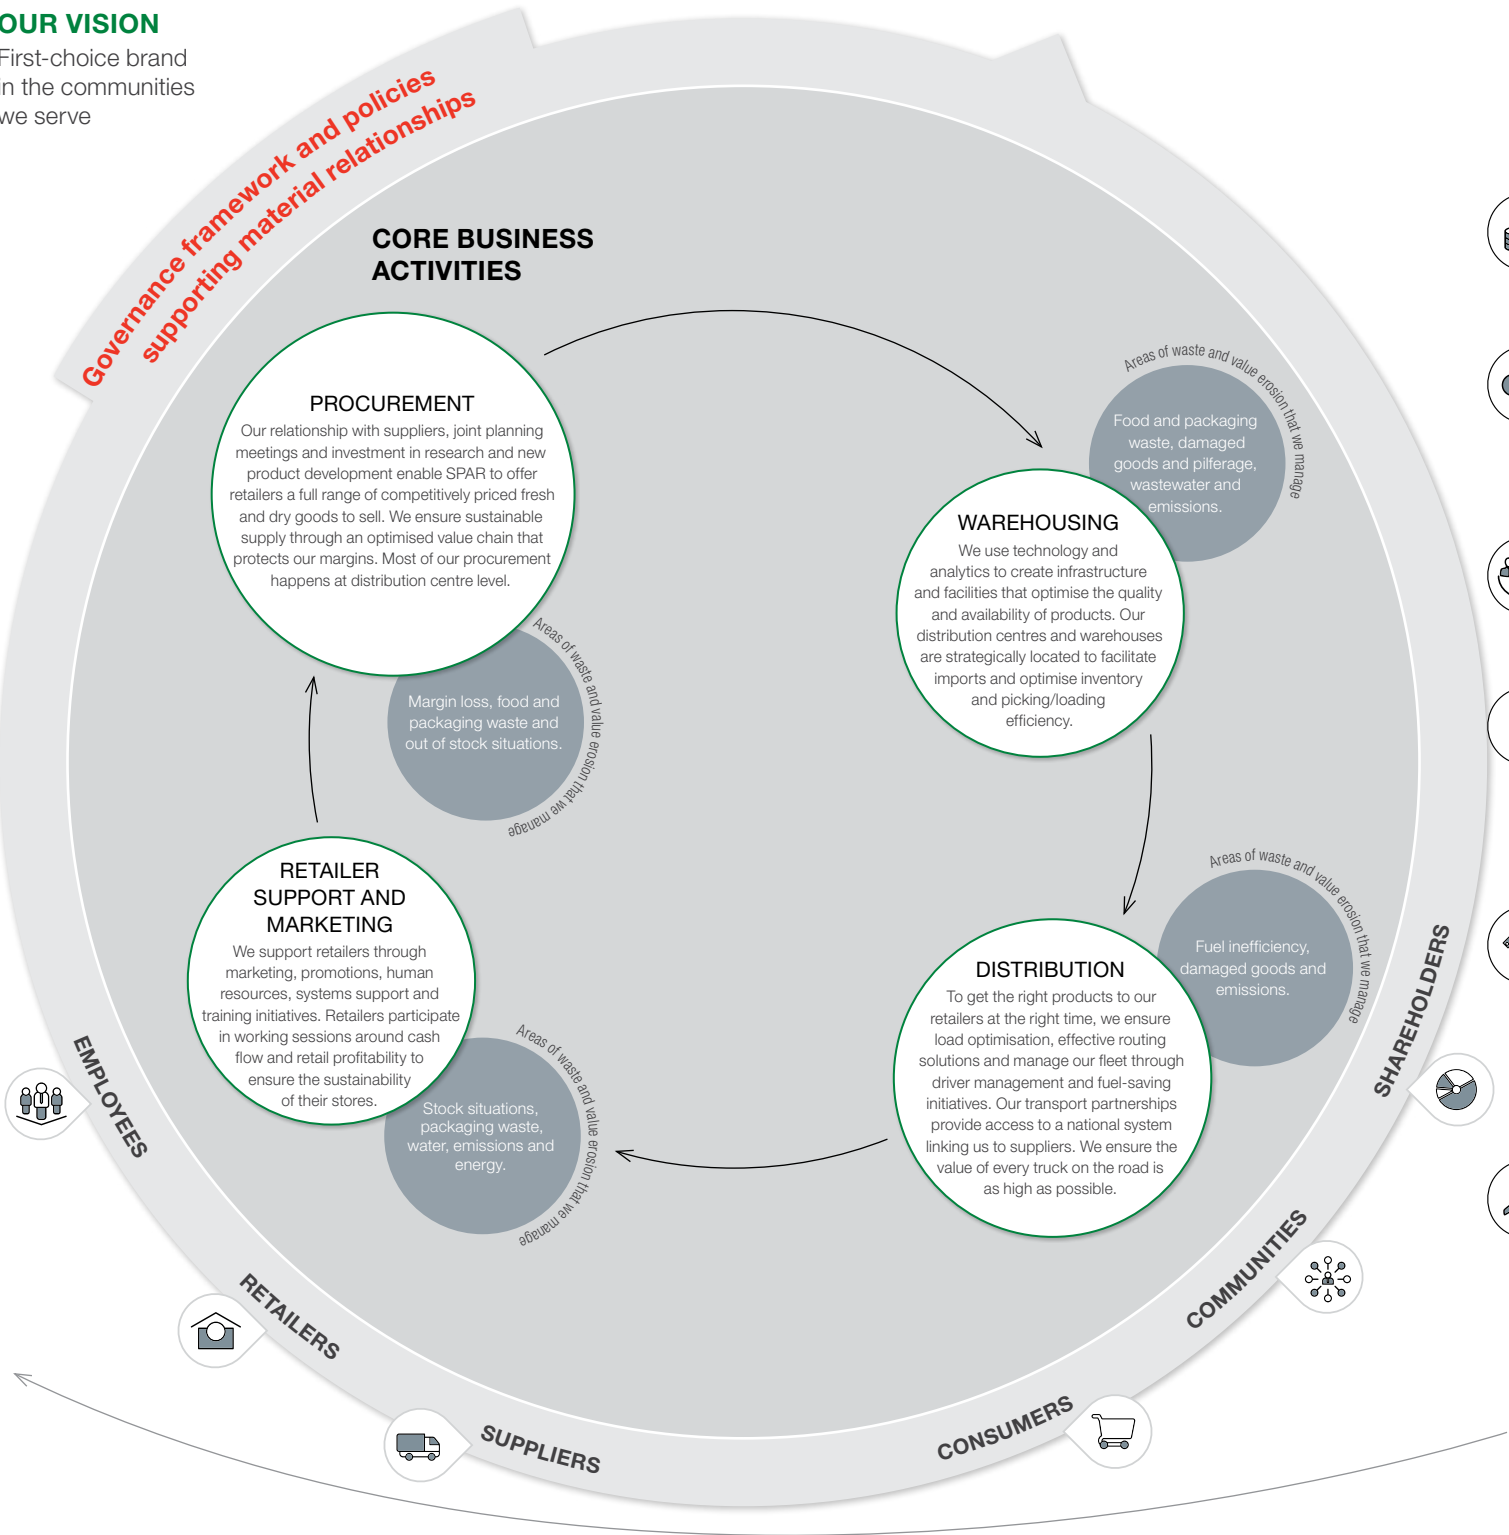 OUR VISION
First-choice brand
in the communities
we serve
Governance framework and policies
supporting material relationships
CORE BUSINESS
ACTIVITIES
PROCUREMENT
Our relationship with suppliers, joint planning
meetings and investment in research and new
product development enable SPAR to offer
retailers a full range of competitively priced fresh
and dry goods to sell. We ensure sustainable
supply through an optimised value chain that
protects our margins. Most of our procurement
happens at distribution centre level.
Areas of waste and value erosion that we manage
Margin loss, food and
packaging waste and
out of stock situations.
Areas of waste and value erosion that we manage
Food and packaging
waste, damaged
goods and pilferage,
wastewater and
emissions.
WAREHOUSING
We use technology and
analytics to create infrastructure
and facilities that optimise the quality
and availability of products. Our
distribution centres and warehouses
are strategically located to facilitate
imports and optimise inventory
and picking/loading
efficiency.
Areas of waste and value erosion that we manage
Fuel inefficiency,
damaged goods and
emissions.
DISTRIBUTION
To get the right products to our
retailers at the right time, we ensure
load optimisation, effective routing
solutions and manage our fleet through
driver management and fuel-saving
initiatives. Our transport partnerships
provide access to a national system
linking us to suppliers. We ensure the
value of every truck on the road is
as high as possible.
RETAILER
SUPPORT AND
MARKETING
We support retailers through
marketing, promotions, human
resources, systems support and
training initiatives. Retailers participate
in working sessions around cash
flow and retail profitability to
ensure the sustainability
of their stores.
Areas of waste and value erosion that we manage
Stock situations,
packaging waste,
water, emissions and
energy.
EMPLOYEES
RETAILERS
SUPPLIERS
CONSUMERS
COMMUNITIES
SHAREHOLDERS